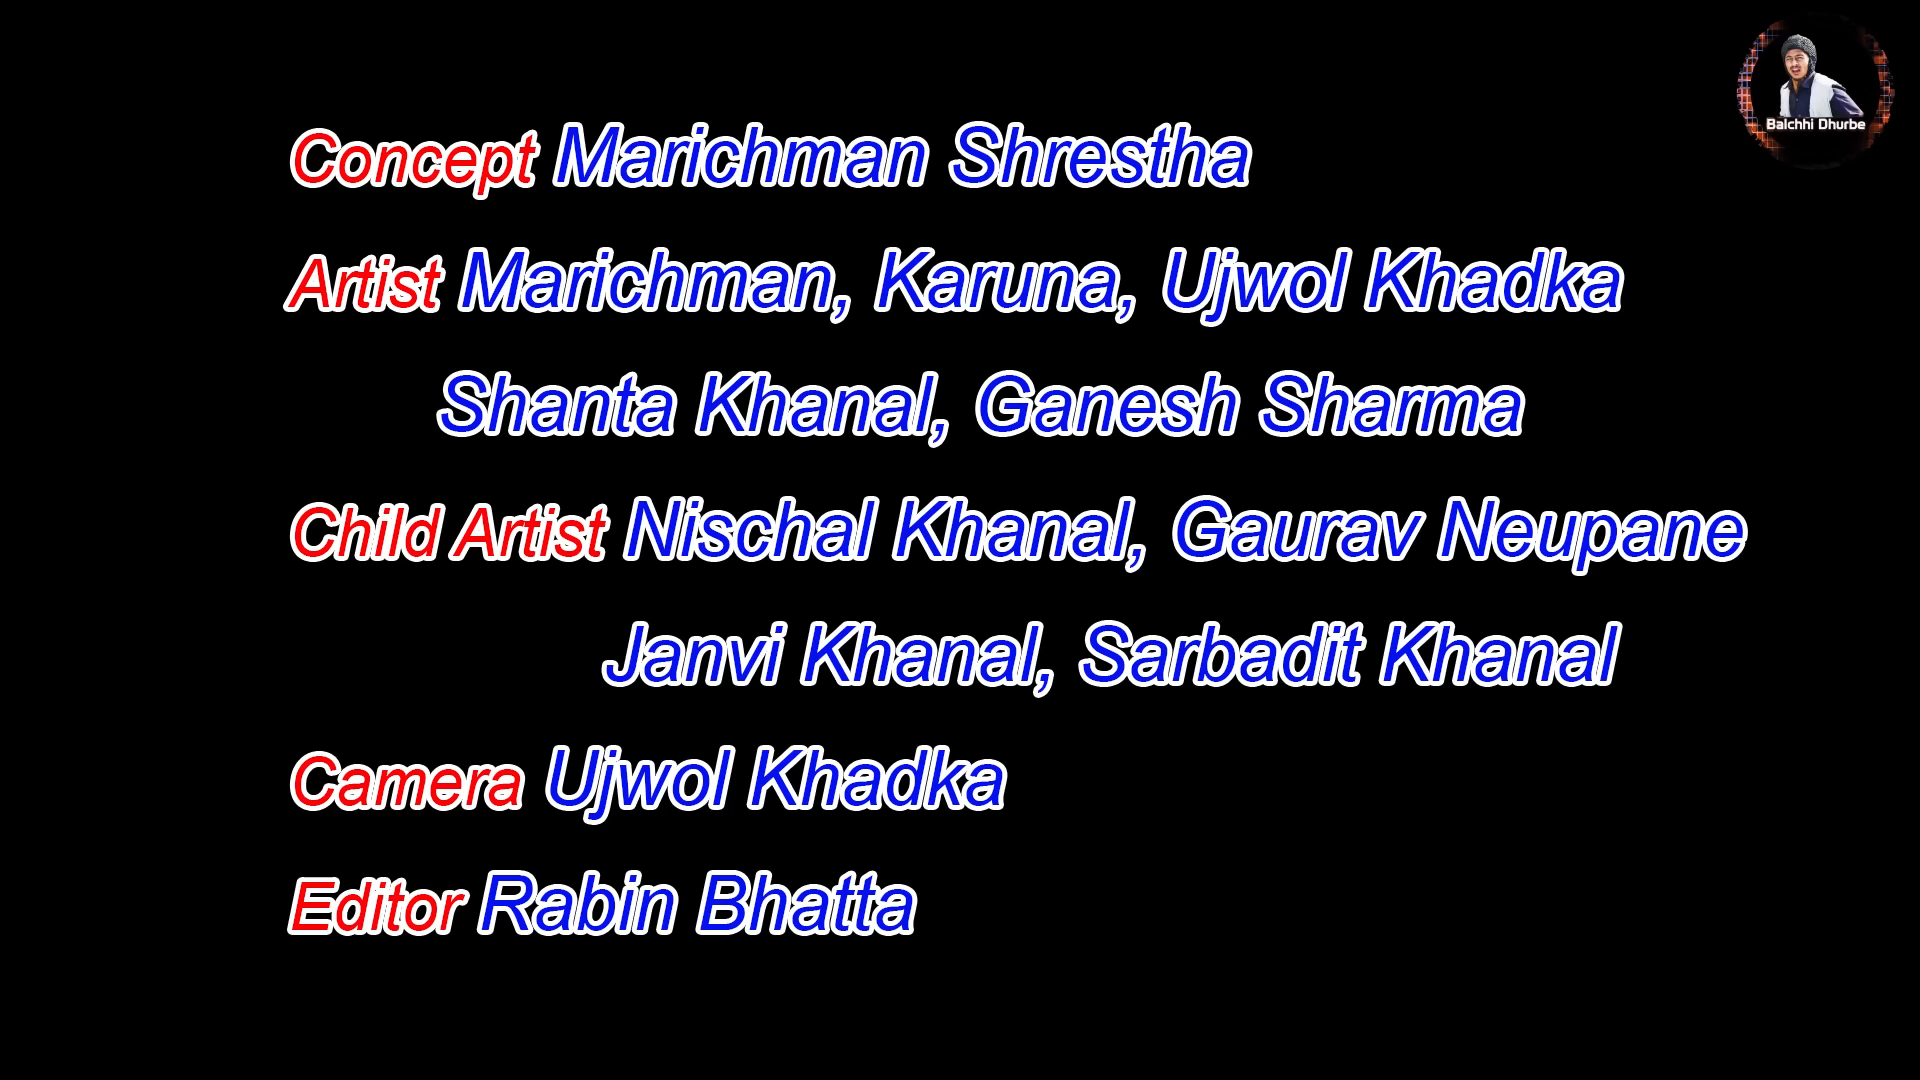 Balchhi Dhurbe
Concept Marichman Shrestha
Artist Marichman, Karuna, Ujwol Khadka
Shanta Khanal, Ganesh Sharma
Child Artist Nischal Khanal, Gaurav Neupane
Janvi Khanal, Sarbadit Khanal
Camera Ujwol Khadka
Editor Rabin Bhatta